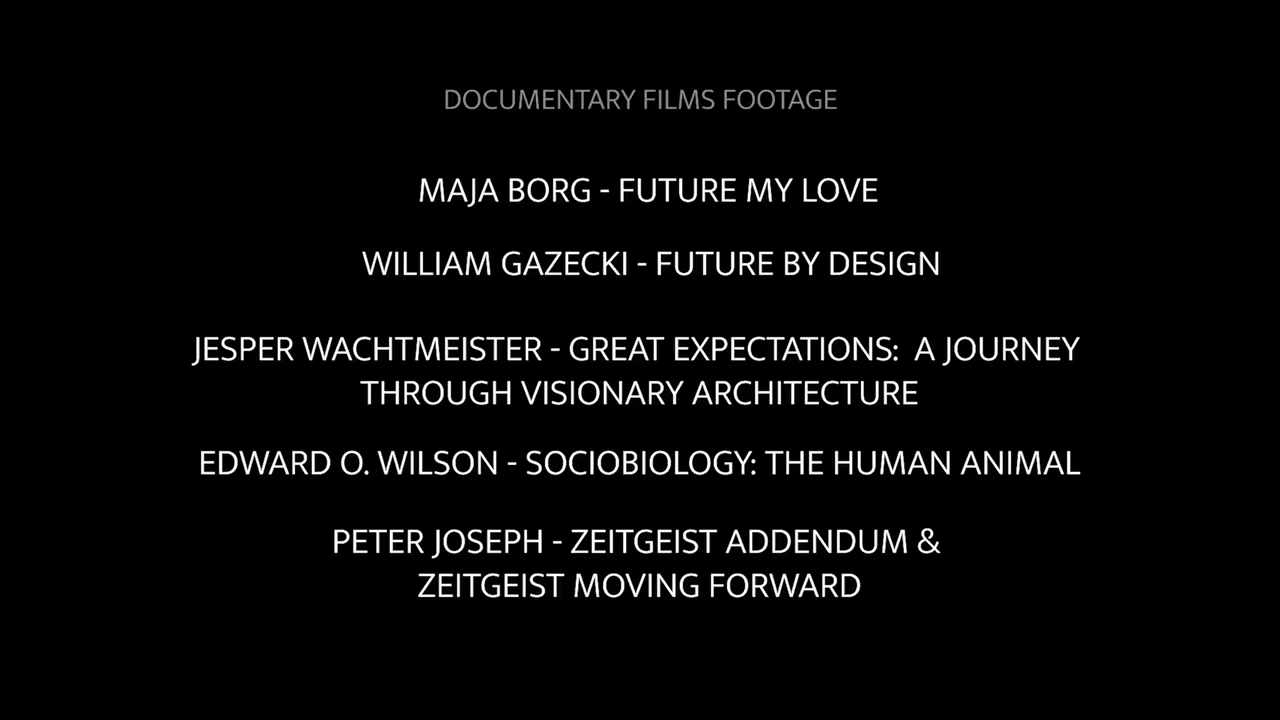 DOCUMENTARY FILMS FOOTAGE
MAJA BORG - FUTURE MY LOVE
WILLIAM GAZECKI - FUTURE BY DESIGN
JESPER WACHTMEISTER - GREAT EXPECTATIONS:  A JOURNEY
THROUGH VISIONARY ARCHITECTURE
EDWARD O. WILSON - SOCIOBIOLOGY: THE HUMAN ANIMAL
PETER JOSEPH - ZEITGEIST ADDENDUM &
ZEITGEIST MOVING FORWARD